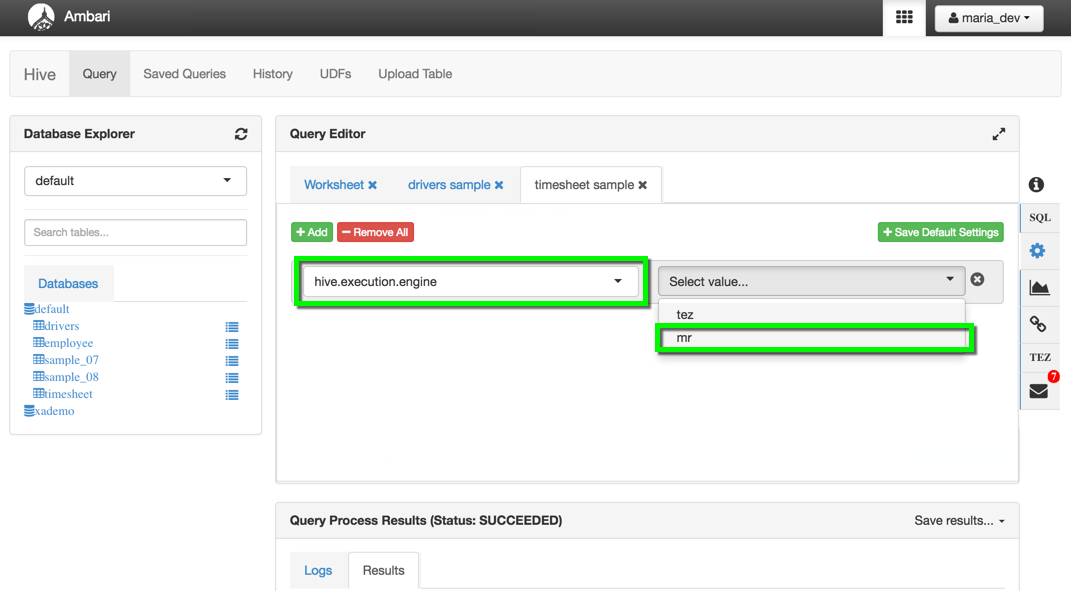 Ambari
maria_dev
Hive
Query
Saved Queries
History
UDFs
Upload Table
Database Explorer
default
Search tables...
Databases
default
drivers
employee
sample_07
sample_08
timesheet
xademo
Query Editor
Worksheet
drivers sample
timesheet sample
Add
Remove All
Save Default Settings
hive.execution.engine
Select value...
tez
mr
SQL
TEZ
7
Query Process Results (Status: SUCCEEDED)
Save results...
Logs
Results